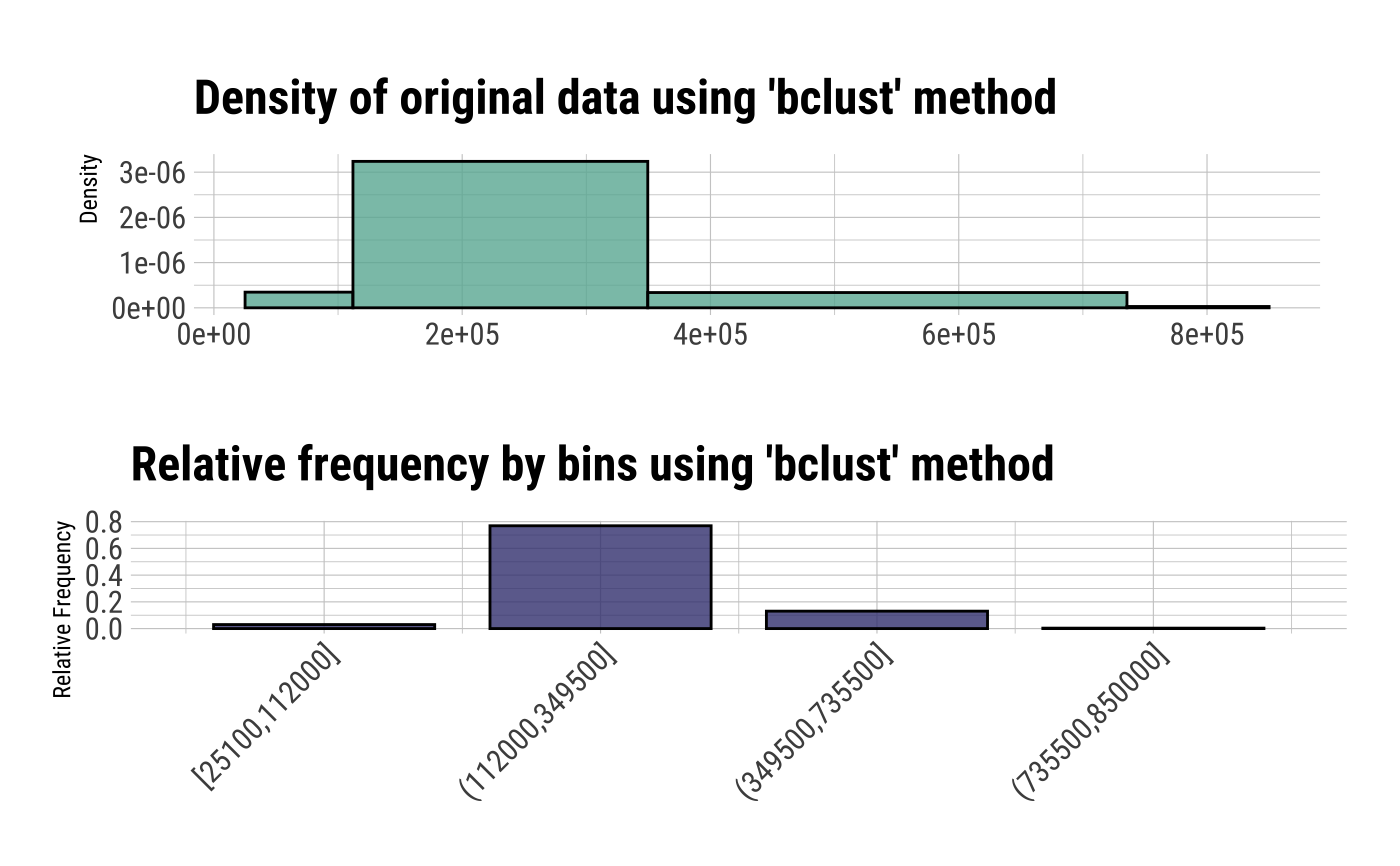 Density of original data using 'bclust' method
Density
3e-06
2e-06
1e-06
0e+00
0e+00 2e+05 4e+05 6e+05 8e+05
Relative frequency by bins using 'bclust' method
Relative Frequency
0.8
0.6
0.4
0.2
0.0
[25100,112000] (112000,349500] (349500,735500] (735500,850000]